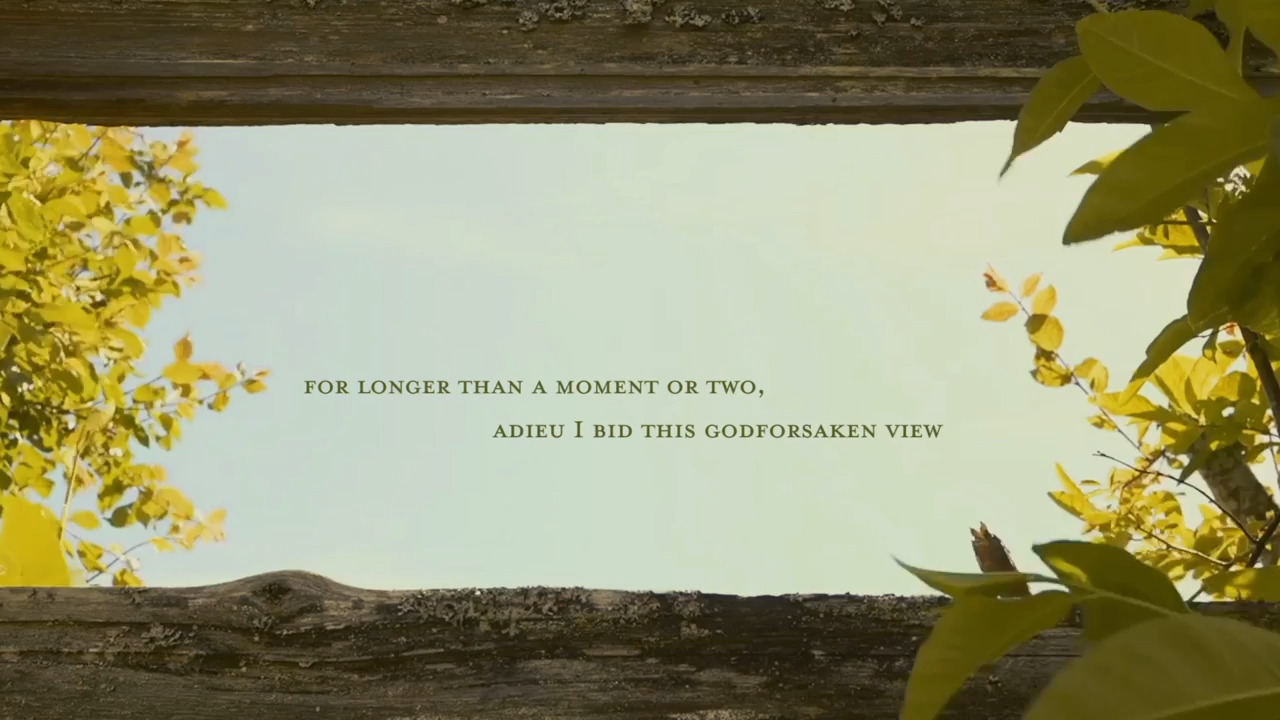 FOR LONGER THAN A MOMENT OR TWO,
ADIEU I BID THIS GODFORSAKEN VIEW